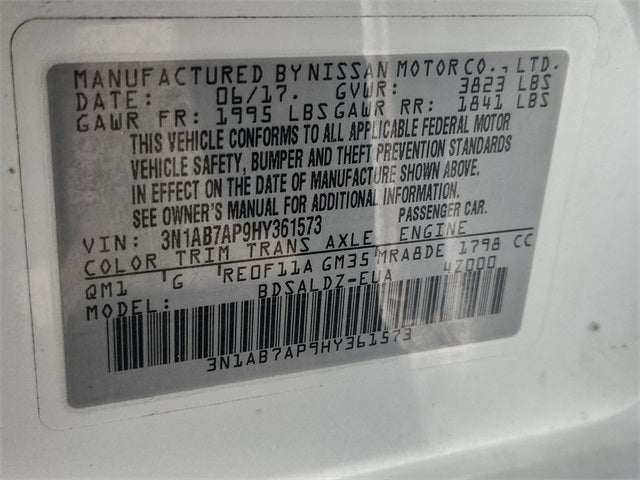 MANUFACTURED BY NISSAN MOTOR CO., LTD.
DATE: 06/17. GVWR: 3823 LBS
GAWR FR: 1995 LBS GAWR RR: 1841 LBS
THIS VEHICLE CONFORMS TO ALL APPLICABLE FEDERAL MOTOR
VEHICLE SAFETY, BUMPER AND THEFT PREVENTION STANDARDS
IN EFFECT ON THE DATE OF MANUFACTURE SHOWN ABOVE.
SEE OWNER'S MANUAL FOR ADDITIONAL INFORMATION.
VIN: 3N1AB7AP9HY361573 PASSENGER CAR.
COLOR TRIM TRANS AXLE ENGINE
QM1 G RE0F11A GM35 MRA8DE 1798 CC
MODEL: BDSALDZ-EUA 4Z000
3N1AB7AP9HY361573